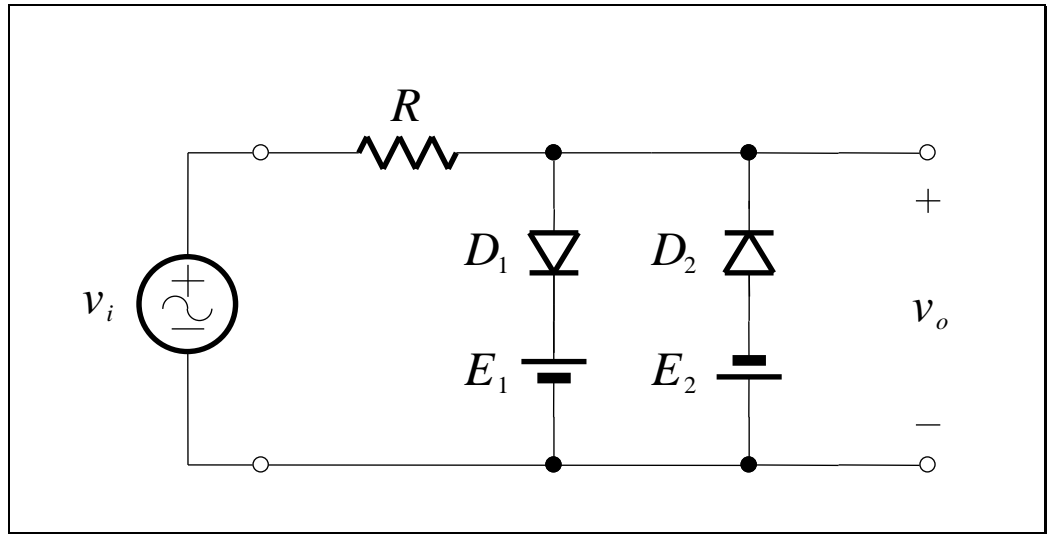 R
D₁
D₂
vᵢ
vₒ
E₁
E₂
+
−
+
−